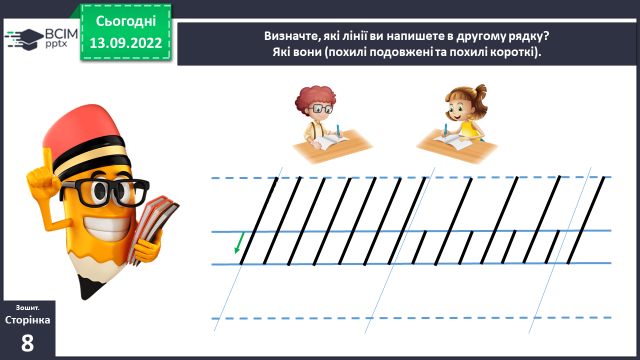 Сьогодні
13.09.2022
ВСІМ
pptx
Визначте, які лінії ви напишете в другому рядку?
Які вони (похилі подовжені та похилі короткі).
Зошит.
Сторінка
8